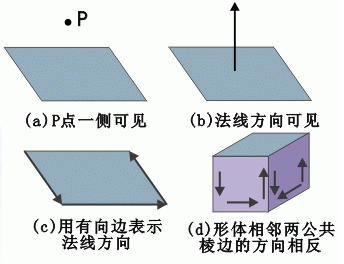 P
(a)P点一侧可见
(b)法线方向可见
(c)用有向边表示
法线方向
(d)形体相邻两公共
棱边的方向相反